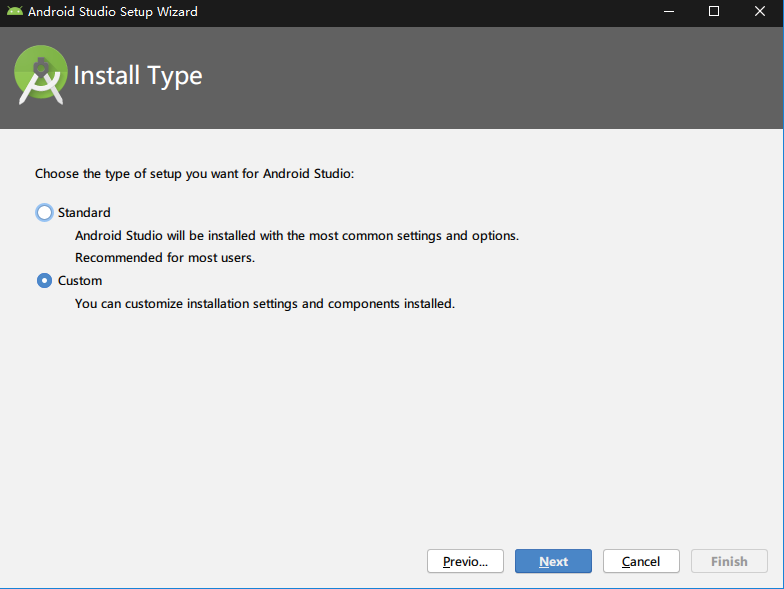 Android Studio Setup Wizard
Install Type
Choose the type of setup you want for Android Studio:
Standard
Android Studio will be installed with the most common settings and options.
Recommended for most users.
Custom
You can customize installation settings and components installed.
Previo... Next Cancel Finish